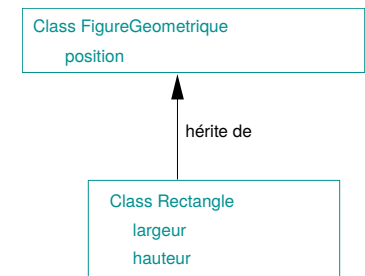 Class FigureGeometrique
position
hérite de
Class Rectangle
largeur
hauteur